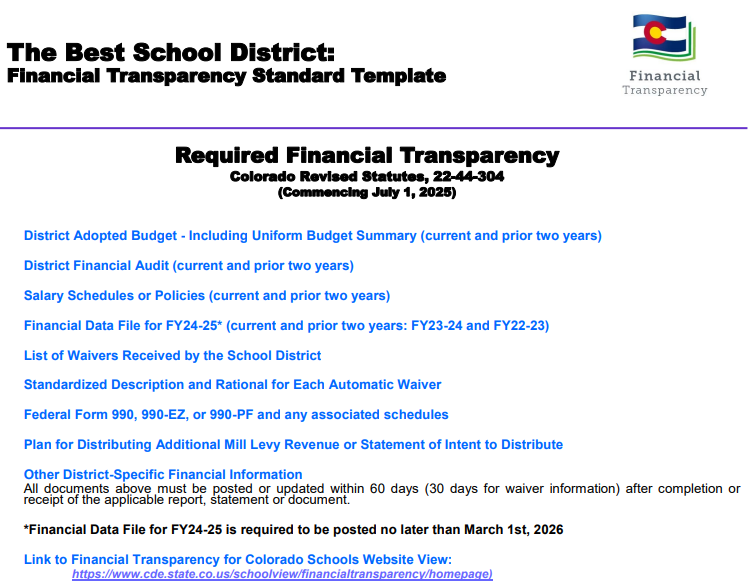 The Best School District:
Financial Transparency Standard Template
Financial
Transparency
Required Financial Transparency
Colorado Revised Statutes, 22-44-304
(Commencing July 1, 2025)
District Adopted Budget - Including Uniform Budget Summary (current and prior two years)
District Financial Audit (current and prior two years)
Salary Schedules or Policies (current and prior two years)
Financial Data File for FY24-25* (current and prior two years: FY23-24 and FY22-23)
List of Waivers Received by the School District
Standardized Description and Rational for Each Automatic Waiver
Federal Form 990, 990-EZ, or 990-PF and any associated schedules
Plan for Distributing Additional Mill Levy Revenue or Statement of Intent to Distribute
Other District-Specific Financial Information
All documents above must be posted or updated within 60 days (30 days for waiver information) after completion or
receipt of the applicable report, statement or document.
*Financial Data File for FY24-25 is required to be posted no later than March 1st, 2026
Link to Financial Transparency for Colorado Schools Website View:
https://www.cde.state.co.us/schoolview/financialtransparency/homepage)